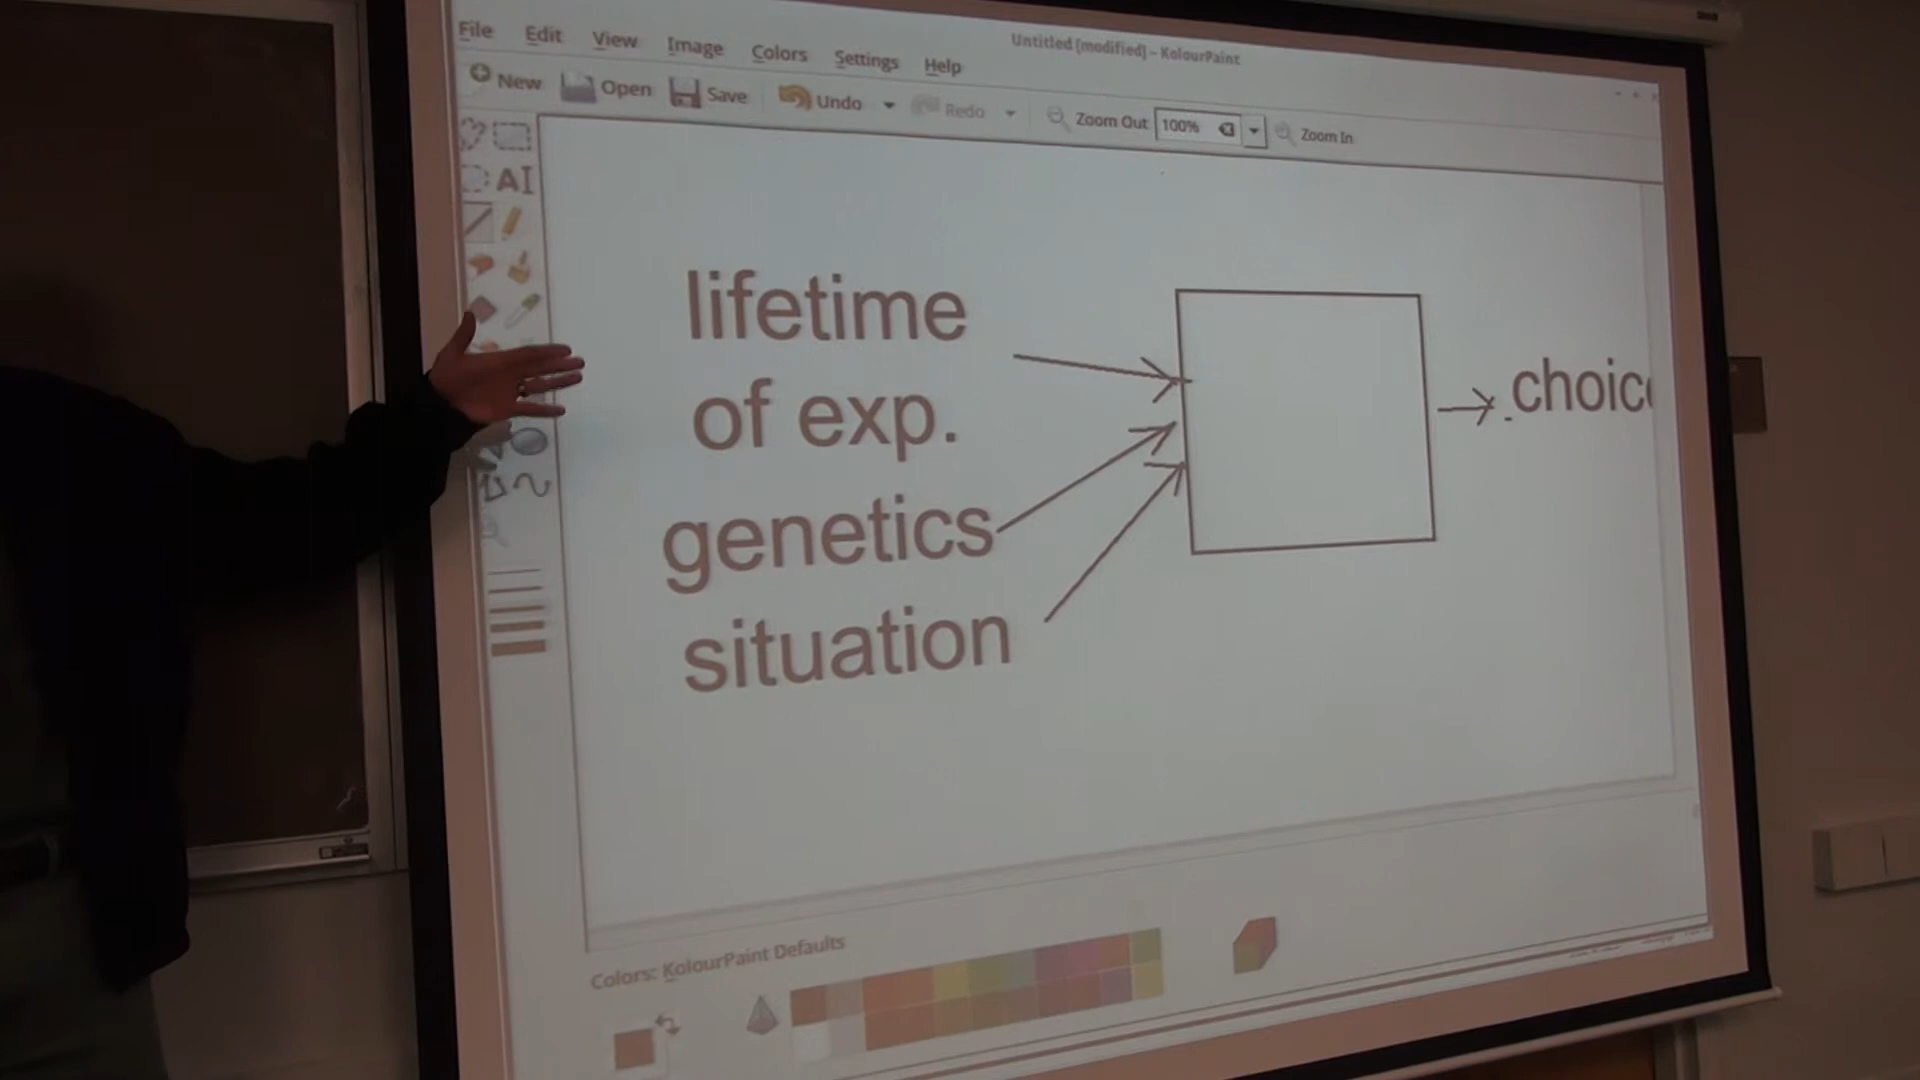 Untitled [modified] – KolourPaint
File Edit View Image Colors Settings Help
New Open Save Undo Redo Zoom Out 100% Zoom In
AI
lifetime
of exp.
genetics
situation
choic
Colors: KolourPaint Defaults